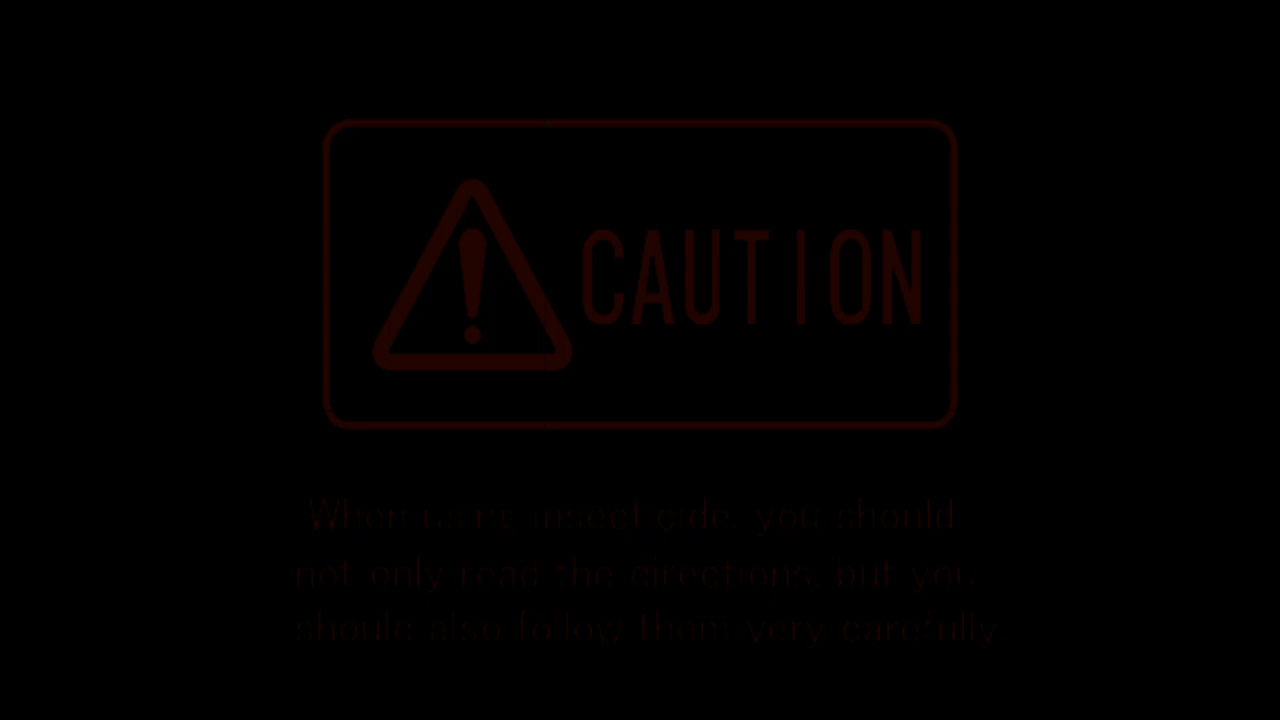 CAUTION
When using insecticide, you should
not only read the directions, but you
should also follow them very carefully